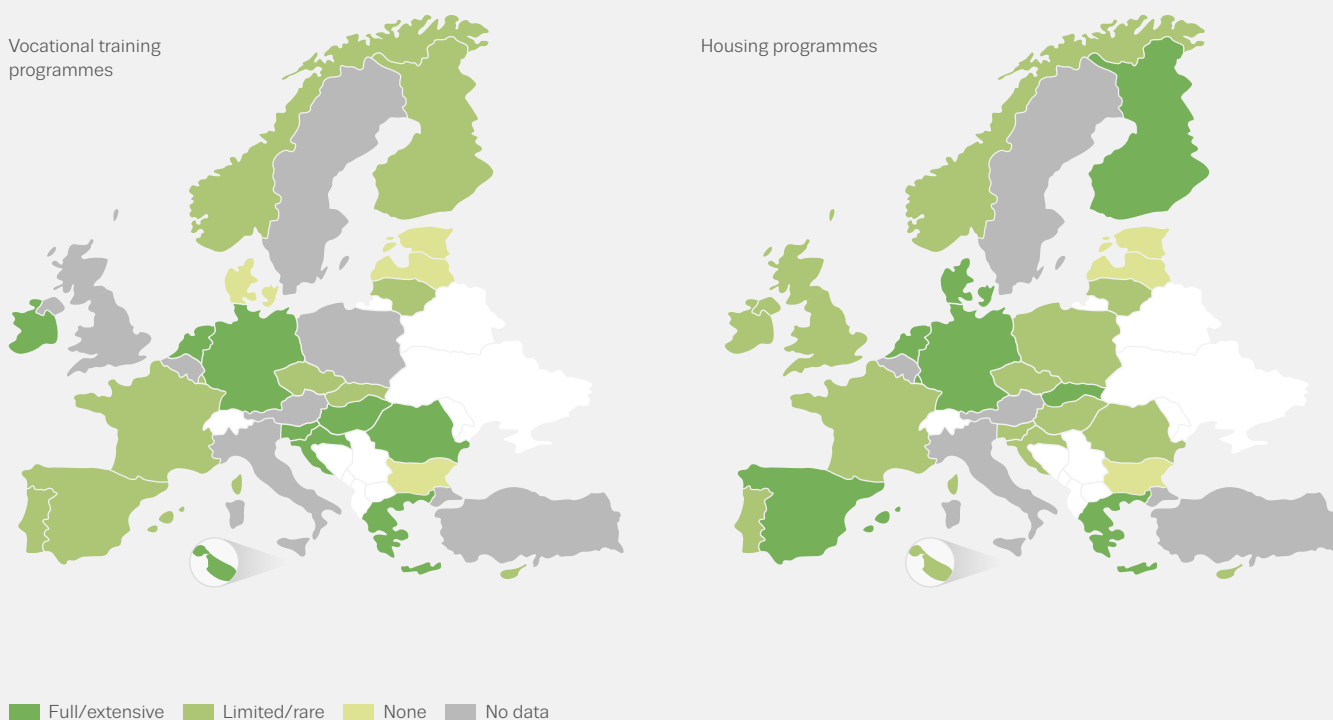 Vocational training
programmes
Housing programmes
Full/extensive
Limited/rare
None
No data